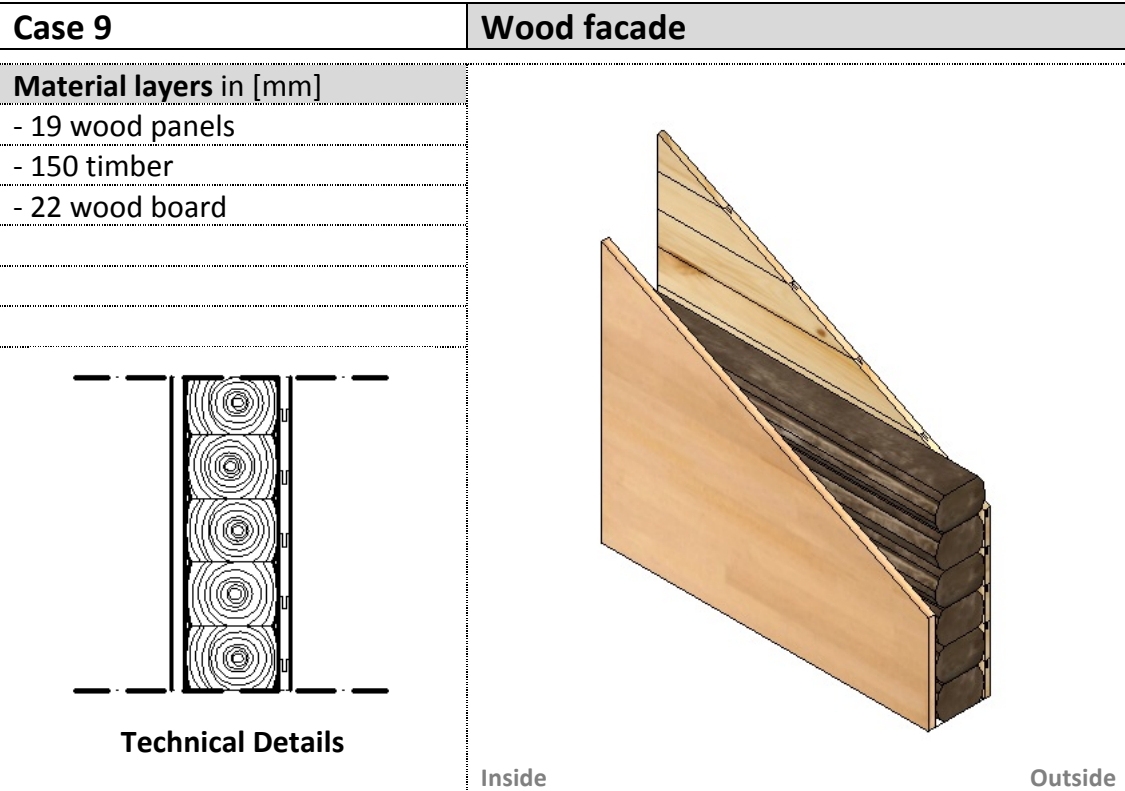 Case 9
Wood facade
Material layers in [mm]
- 19 wood panels
- 150 timber
- 22 wood board
Technical Details
Inside
Outside